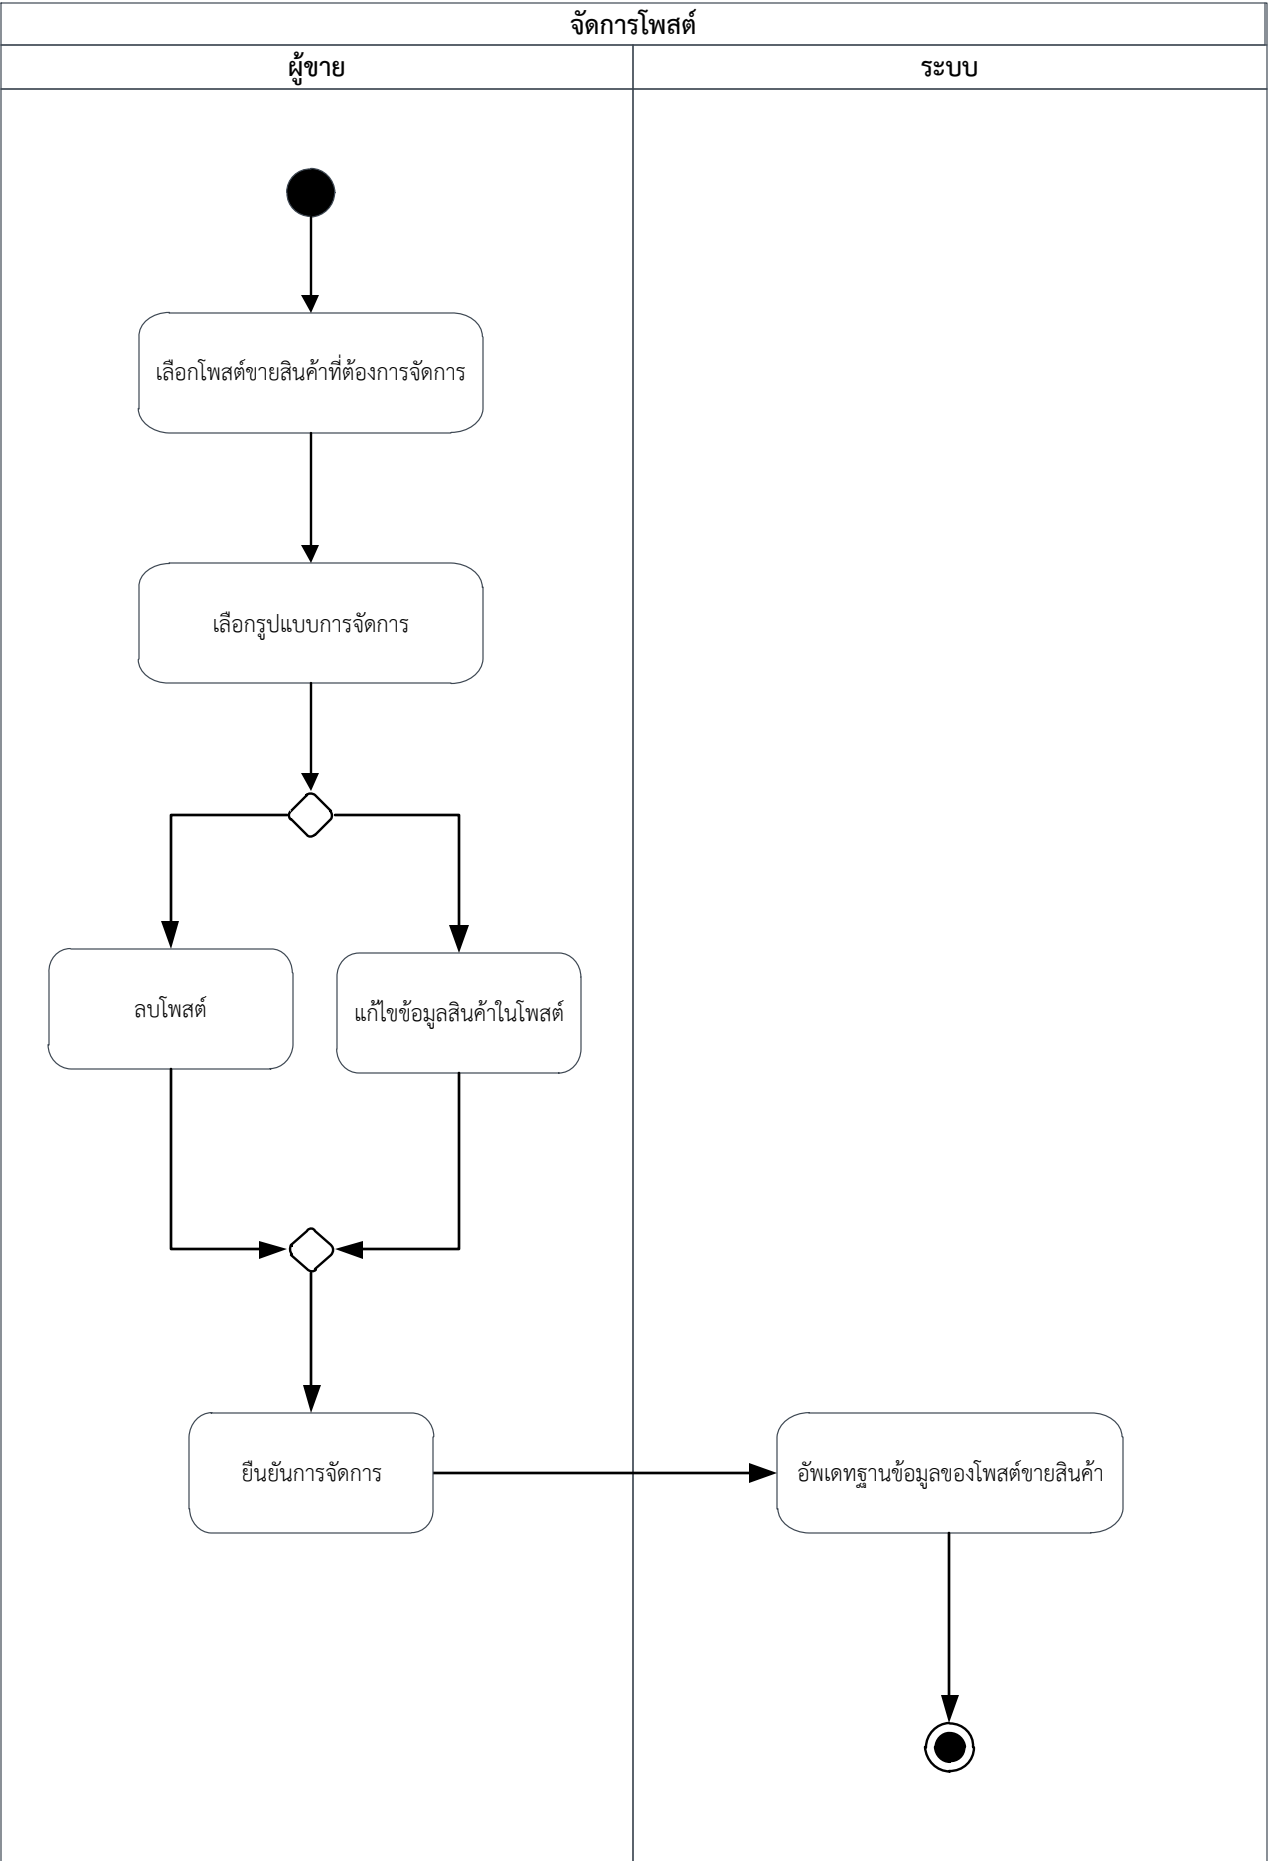 จัดการโพสต์
ผู้ขาย
ระบบ
เลือกโพสต์ขายสินค้าที่ต้องการจัดการ
เลือกรูปแบบการจัดการ
ลบโพสต์
แก้ไขข้อมูลสินค้าในโพสต์
ยืนยันการจัดการ
อัพเดทฐานข้อมูลของโพสต์ขายสินค้า